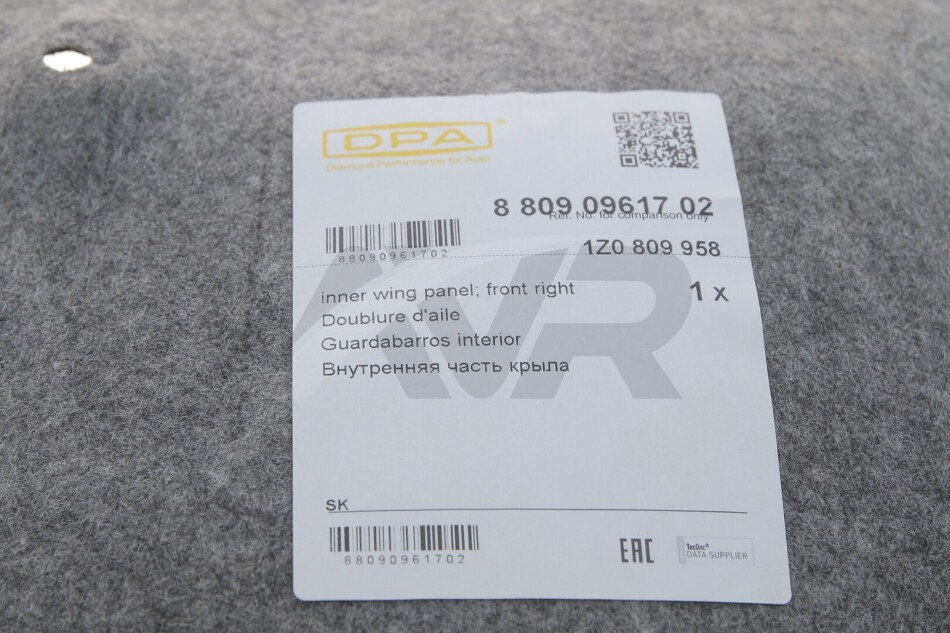 DPA®
Diamond Performance for Auto
8 809 09617 02
Ref. No. for comparison only
88090961702
1Z0 809 958
inner wing panel; front right
1 x
Doublure d'aile
Guardabarros interior
Внутренняя часть крыла
AVR
SK
88090961702
EAC
TecDoc®
DATA SUPPLIER